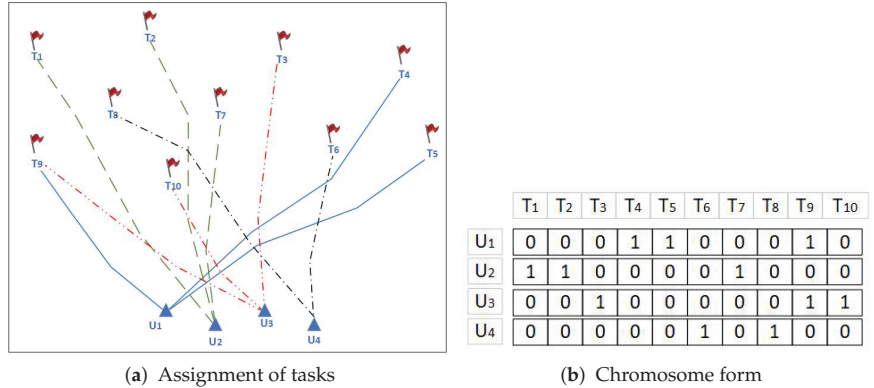 T1
T2
T3
T4
T8
T7
T6
T5
T9
T10
U1
U2
U3
U4
(a) Assignment of tasks
T1 T2 T3 T4 T5 T6 T7 T8 T9 T10
U1 0 0 0 1 1 0 0 0 1 0
U2 1 1 0 0 0 0 1 0 0 0
U3 0 0 1 0 0 0 0 0 1 1
U4 0 0 0 0 0 1 0 1 0 0
(b) Chromosome form